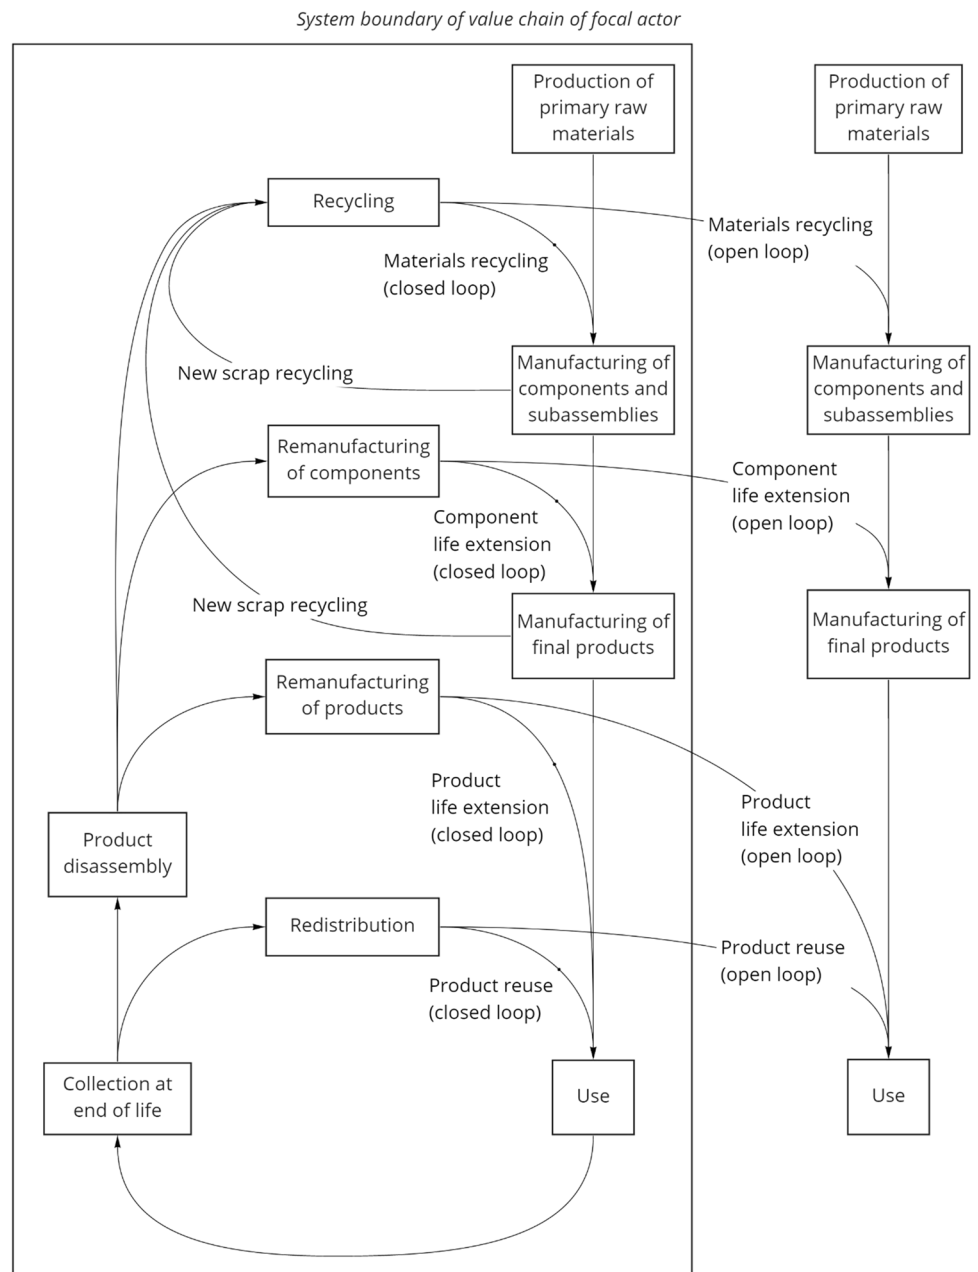 System boundary of value chain of focal actor
Production of
primary raw
materials
Production of
primary raw
materials
Recycling
Materials recycling
(open loop)
Materials recycling
(closed loop)
New scrap recycling
Manufacturing of
components and
subassemblies
Manufacturing of
components and
subassemblies
Remanufacturing
of components
Component
life extension
(open loop)
Component
life extension
(closed loop)
New scrap recycling
Manufacturing of
final products
Manufacturing of
final products
Remanufacturing
of products
Product
life extension
(closed loop)
Product
life extension
(open loop)
Product
disassembly
Redistribution
Product reuse
(open loop)
Product reuse
(closed loop)
Collection at
end of life
Use
Use